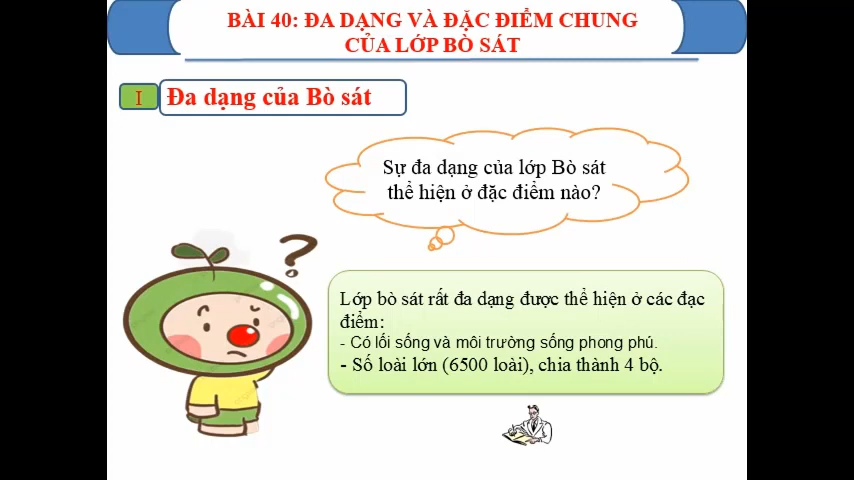 BÀI 40: ĐA DẠNG VÀ ĐẶC ĐIỂM CHUNG
CỦA LỚP BÒ SÁT
I Đa dạng của Bò sát
Sự đa dạng của lớp Bò sát
thể hiện ở đặc điểm nào?
Lớp bò sát rất đa dạng được thể hiện ở các đạc
điểm:
- Có lối sống và môi trường sống phong phú.
- Số loài lớn (6500 loài), chia thành 4 bộ.